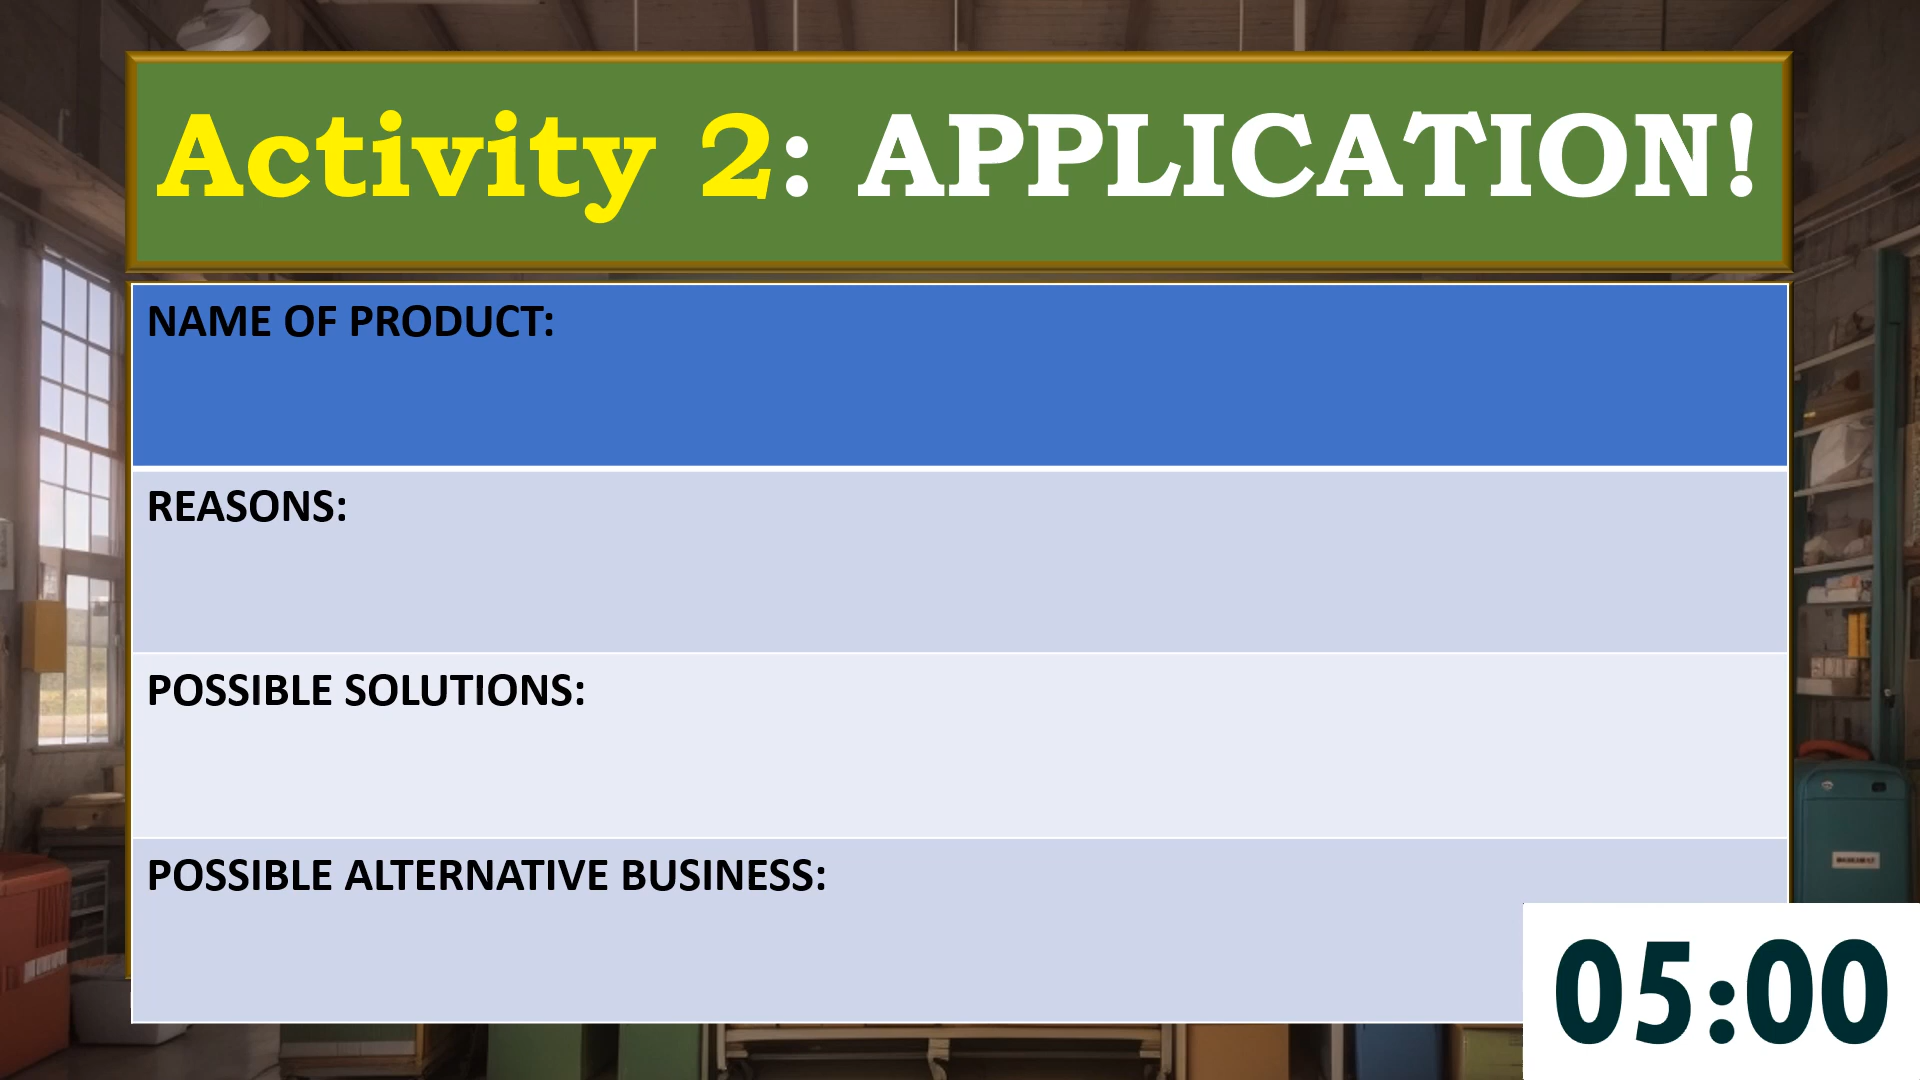 Activity 2: APPLICATION!
NAME OF PRODUCT:
REASONS:
POSSIBLE SOLUTIONS:
POSSIBLE ALTERNATIVE BUSINESS:
05:00